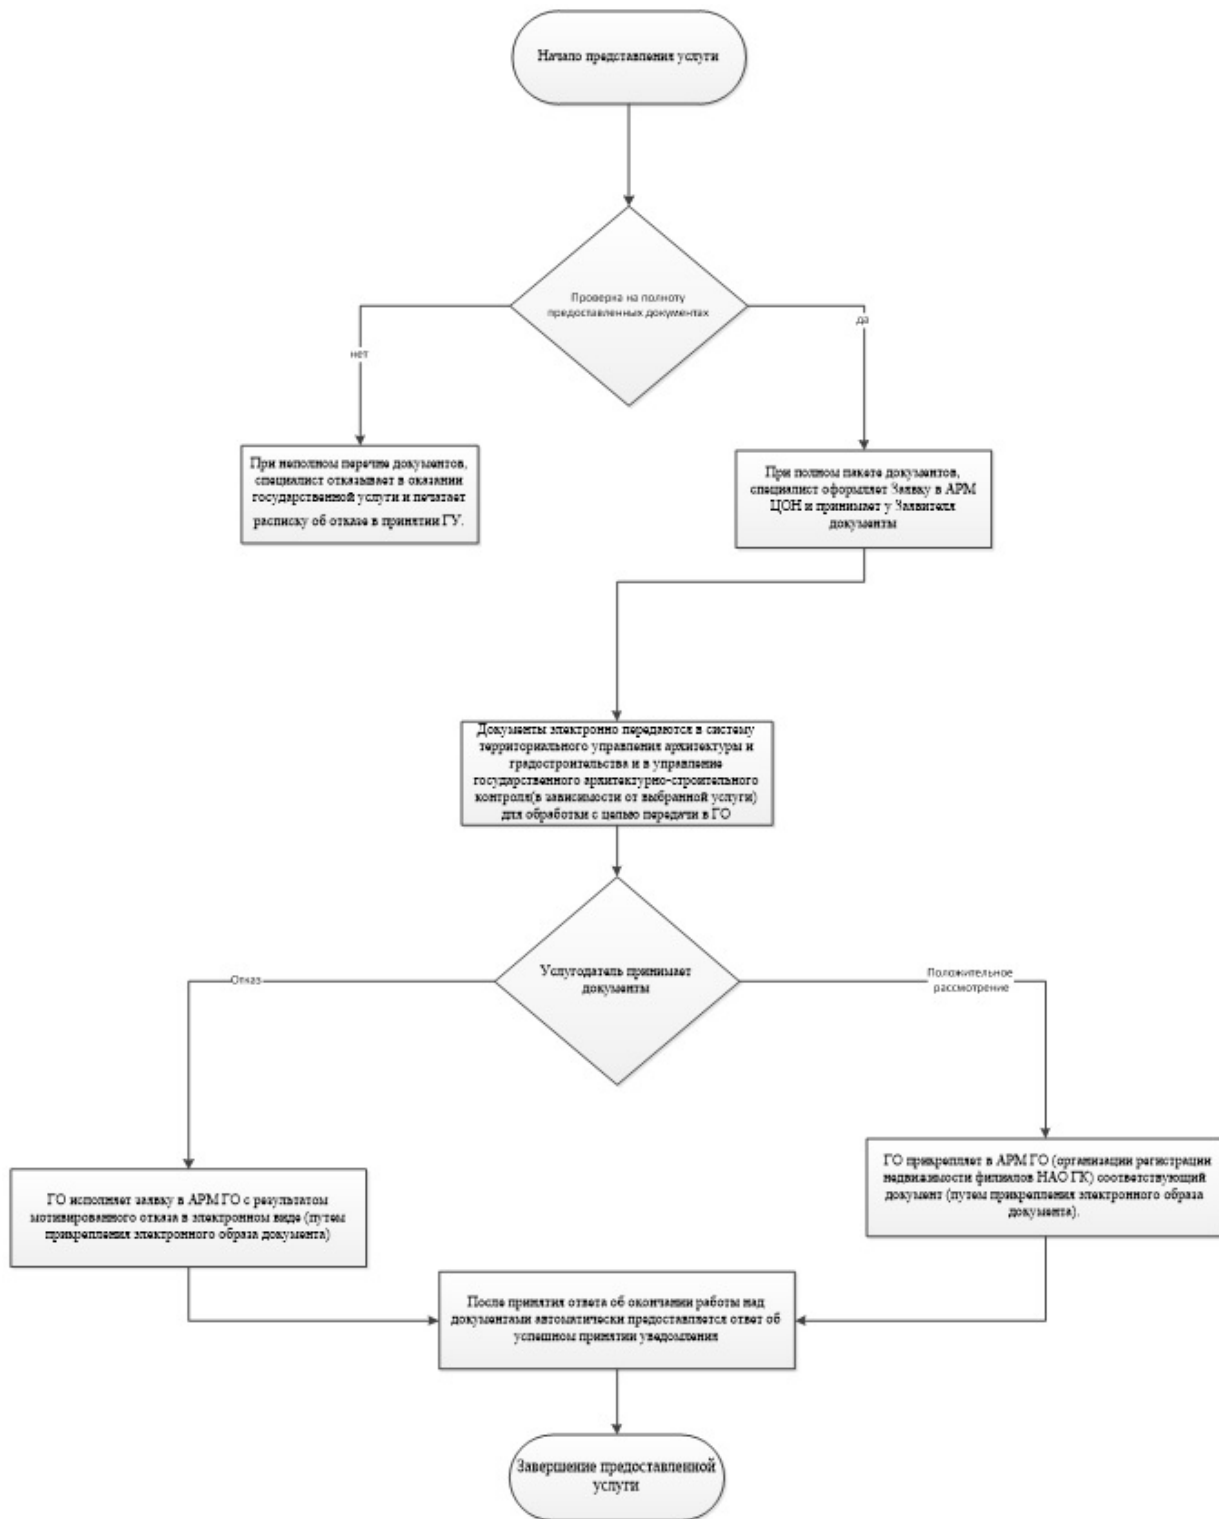 Начало представления услуги
Проверка на полноту
предоставленных документах
нет
да
При неполном перечне документов,
специалист отказывает в оказании
государственной услуги и печатает
расписку об отказе в принятии ГУ.
При полном пакете документов,
специалист оформляет Заявку в АРМ
ЦОН и принимает у Заявителя
документы
Документы электронно передаются в систему
территориального управления архитектуры и
градостроительства и в управление
государственного архитектурно-строительного
контроля(в зависимости от выбранной услуги)
для обработки с целью передачи в ГО
Услугодатель принимает
документы
Отказ
Положительное
рассмотрение
ГО исполняет заявку в АРМ ГО с результатом
мотивированного отказа в электронном виде (путем
прикрепления электронного образа документа)
ГО прикрепляет в АРМ ГО (организации регистрации
недвижимости филиалов НАО ГК) соответствующий
документ (путем прикрепления электронного образа
документа).
После принятия ответа об окончании работы над
документами автоматически предоставляется ответ об
успешном принятии уведомления
Завершение предоставленной
услуги